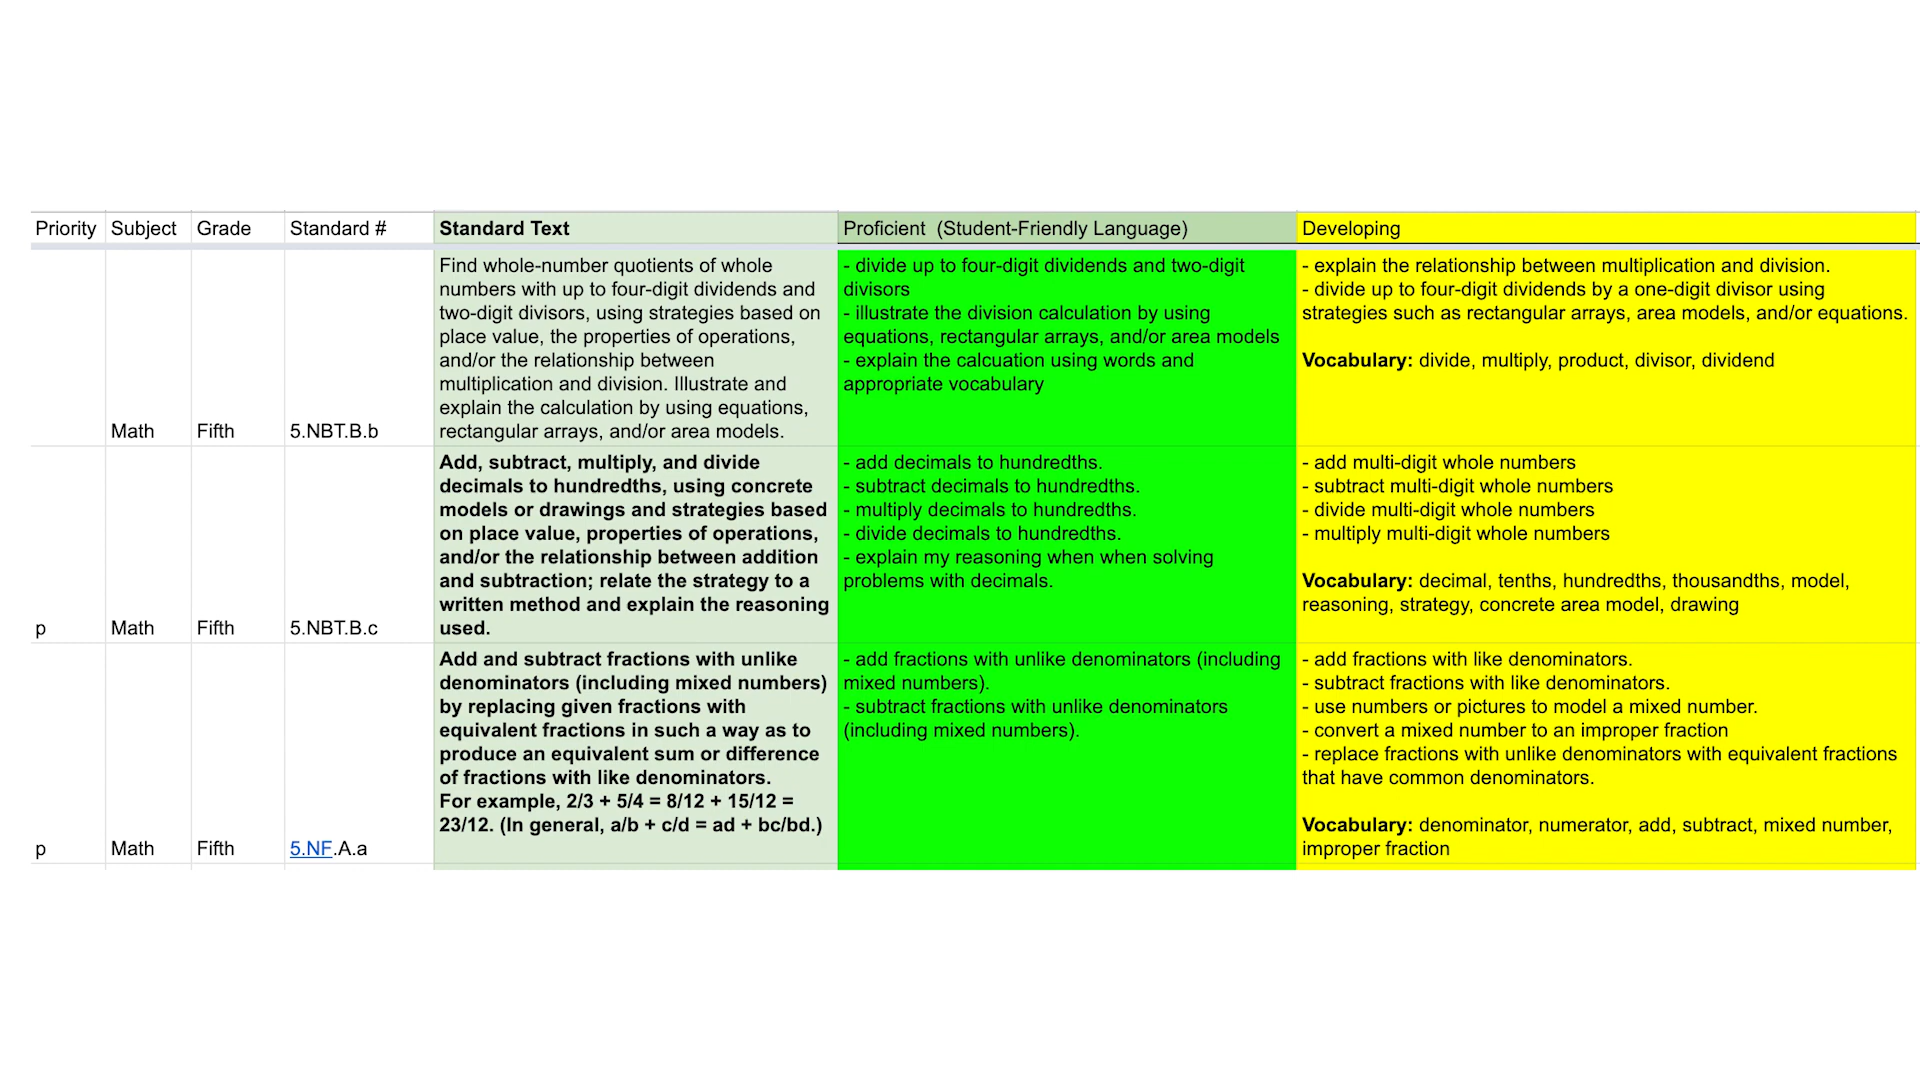 Priority Subject Grade Standard # Standard Text Proficient (Student-Friendly Language) Developing
Find whole-number quotients of whole
numbers with up to four-digit dividends and
two-digit divisors, using strategies based on
place value, the properties of operations,
and/or the relationship between
multiplication and division. Illustrate and
explain the calculation by using equations,
rectangular arrays, and/or area models.
- divide up to four-digit dividends and two-digit
divisors
- illustrate the division calculation by using
equations, rectangular arrays, and/or area models
- explain the calcuation using words and
appropriate vocabulary
- explain the relationship between multiplication and division.
- divide up to four-digit dividends by a one-digit divisor using
strategies such as rectangular arrays, area models, and/or equations.
Vocabulary: divide, multiply, product, divisor, dividend
Math Fifth 5.NBT.B.b
Add, subtract, multiply, and divide
decimals to hundredths, using concrete
models or drawings and strategies based
on place value, properties of operations,
and/or the relationship between addition
and subtraction; relate the strategy to a
written method and explain the reasoning
used.
- add decimals to hundredths.
- subtract decimals to hundredths.
- multiply decimals to hundredths.
- divide decimals to hundredths.
- explain my reasoning when when solving
problems with decimals.
- add multi-digit whole numbers
- subtract multi-digit whole numbers
- divide multi-digit whole numbers
- multiply multi-digit whole numbers
Vocabulary: decimal, tenths, hundredths, thousandths, model,
reasoning, strategy, concrete area model, drawing
p Math Fifth 5.NBT.B.c
Add and subtract fractions with unlike
denominators (including mixed numbers)
by replacing given fractions with
equivalent fractions in such a way as to
produce an equivalent sum or difference
of fractions with like denominators.
For example, 2/3 + 5/4 = 8/12 + 15/12 =
23/12. (In general, a/b + c/d = ad + bc/bd.)
- add fractions with unlike denominators (including
mixed numbers).
- subtract fractions with unlike denominators
(including mixed numbers).
- add fractions with like denominators.
- subtract fractions with like denominators.
- use numbers or pictures to model a mixed number.
- convert a mixed number to an improper fraction
- replace fractions with unlike denominators with equivalent fractions
that have common denominators.
Vocabulary: denominator, numerator, add, subtract, mixed number,
improper fraction
p Math Fifth 5.NF.A.a